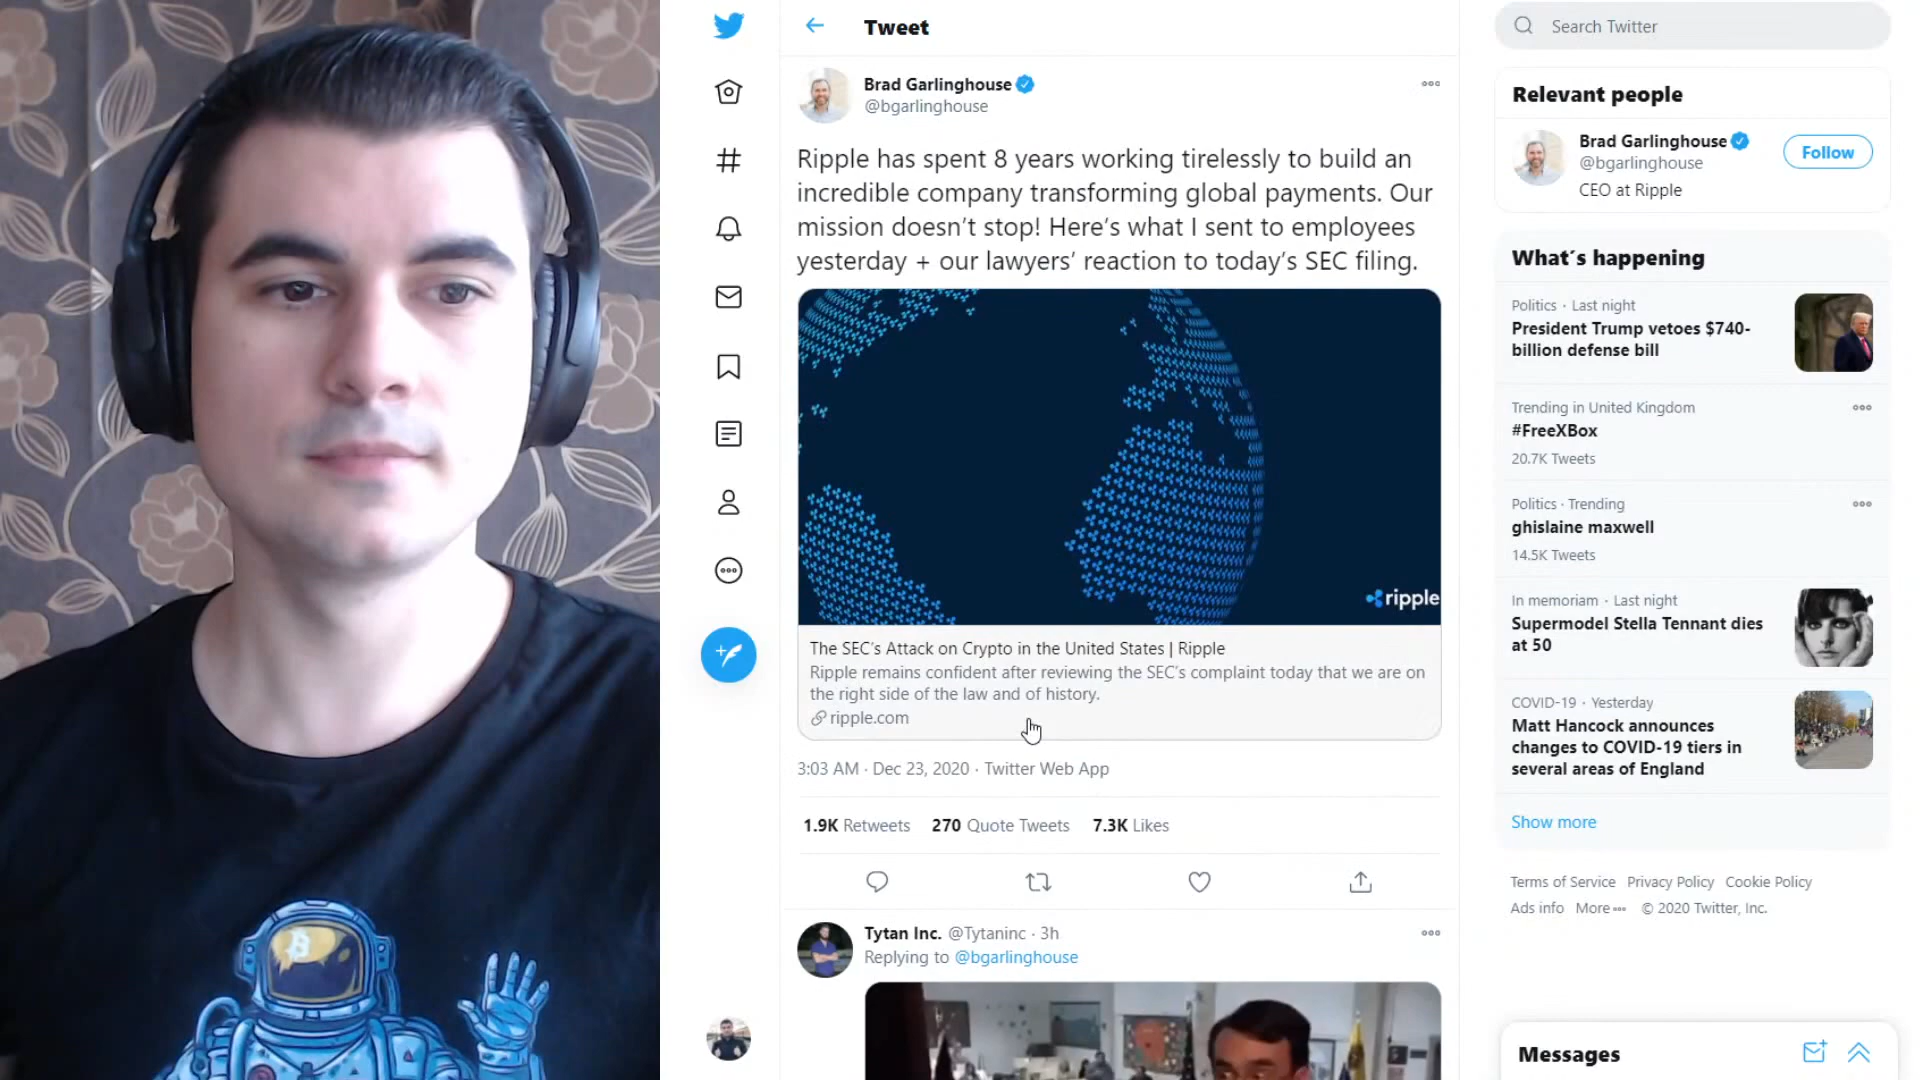 Tweet
Brad Garlinghouse
@bgarlinghouse
Ripple has spent 8 years working tirelessly to build an
incredible company transforming global payments. Our
mission doesn’t stop! Here’s what I sent to employees
yesterday + our lawyers’ reaction to today’s SEC filing.
ripple
The SEC’s Attack on Crypto in the United States | Ripple
Ripple remains confident after reviewing the SEC’s complaint today that we are on
the right side of the law and of history.
ripple.com
3:03 AM · Dec 23, 2020 · Twitter Web App
1.9K Retweets 270 Quote Tweets 7.3K Likes
Tytan Inc. @Tytaninc · 3h
Replying to @bgarlinghouse
Search Twitter
Relevant people
Brad Garlinghouse
@bgarlinghouse
CEO at Ripple
Follow
What´s happening
Politics · Last night
President Trump vetoes $740-
billion defense bill
Trending in United Kingdom
#FreeXBox
20.7K Tweets
Politics · Trending
ghislaine maxwell
14.5K Tweets
In memoriam · Last night
Supermodel Stella Tennant dies
at 50
COVID-19 · Yesterday
Matt Hancock announces
changes to COVID-19 tiers in
several areas of England
Show more
Terms of Service Privacy Policy Cookie Policy
Ads info More © 2020 Twitter, Inc.
Messages